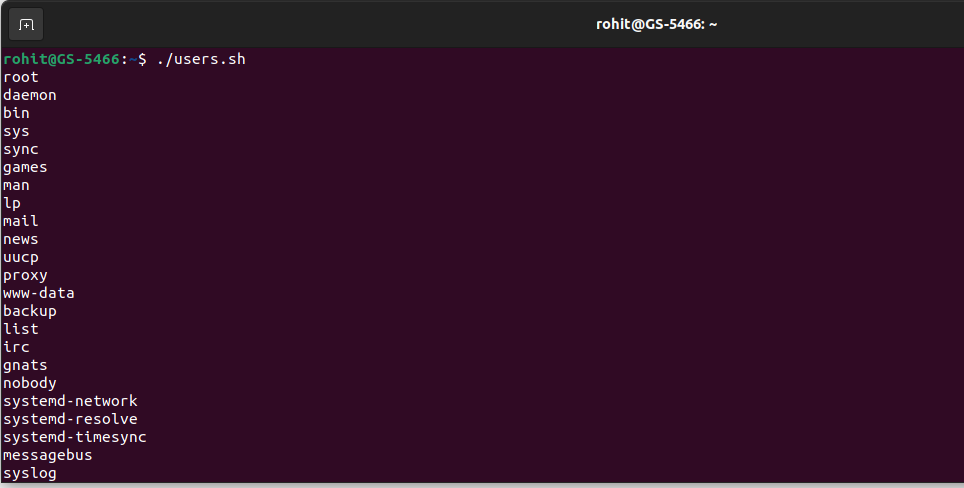 rohit@GS-5466: ~
rohit@GS-5466:~$ ./users.sh
root
daemon
bin
sys
sync
games
man
lp
mail
news
uucp
proxy
www-data
backup
list
irc
gnats
nobody
systemd-network
systemd-resolve
systemd-timesync
messagebus
syslog